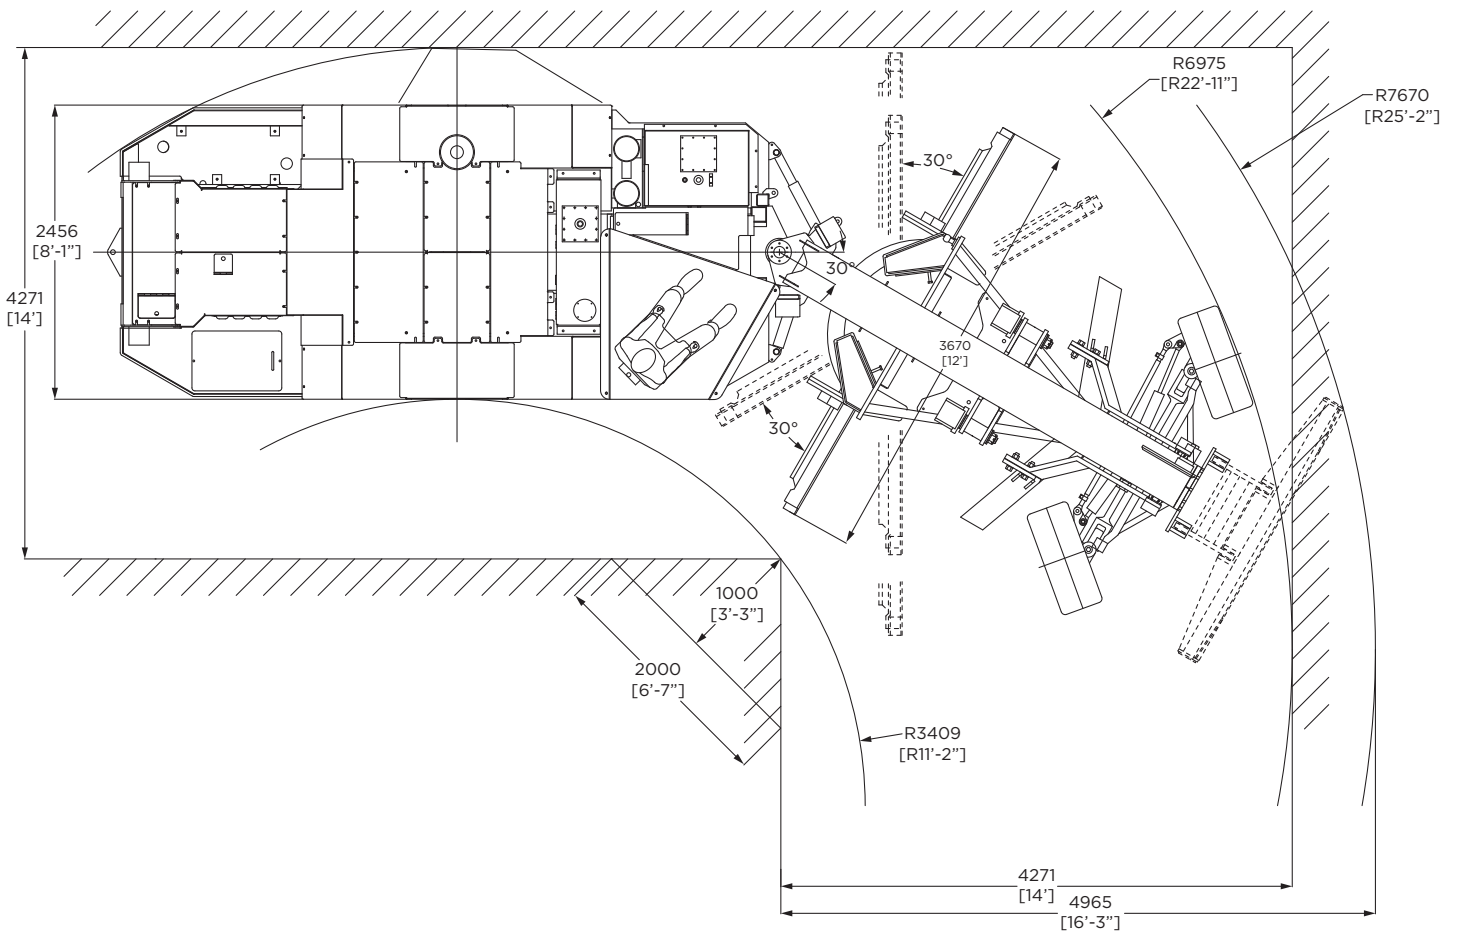 R6975
[R22’-11”]
R7670
[R25’-2”]
30°
2456
[8’-1”]
30°
4271
[14’]
3670
[12’]
30°
1000
[3’-3”]
2000
[6’-7”]
R3409
[R11’-2”]
4271
[14’]
4965
[16’-3”]